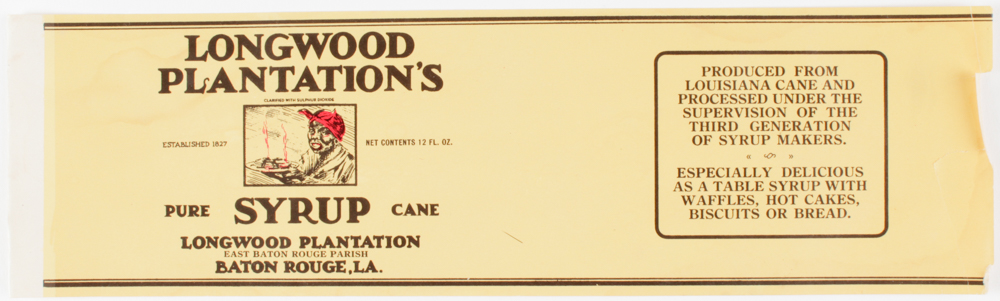 LONGWOOD
PLANTATION'S
CLARIFIED WITH SULPHUR DIOXIDE
ESTABLISHED 1827
NET CONTENTS 12 FL. OZ.
PURE SYRUP CANE
LONGWOOD PLANTATION
EAST BATON ROUGE PARISH
BATON ROUGE, LA.
PRODUCED FROM
LOUISIANA CANE AND
PROCESSED UNDER THE
SUPERVISION OF THE
THIRD GENERATION
OF SYRUP MAKERS.
ESPECIALLY DELICIOUS
AS A TABLE SYRUP WITH
WAFFLES, HOT CAKES,
BISCUITS OR BREAD.